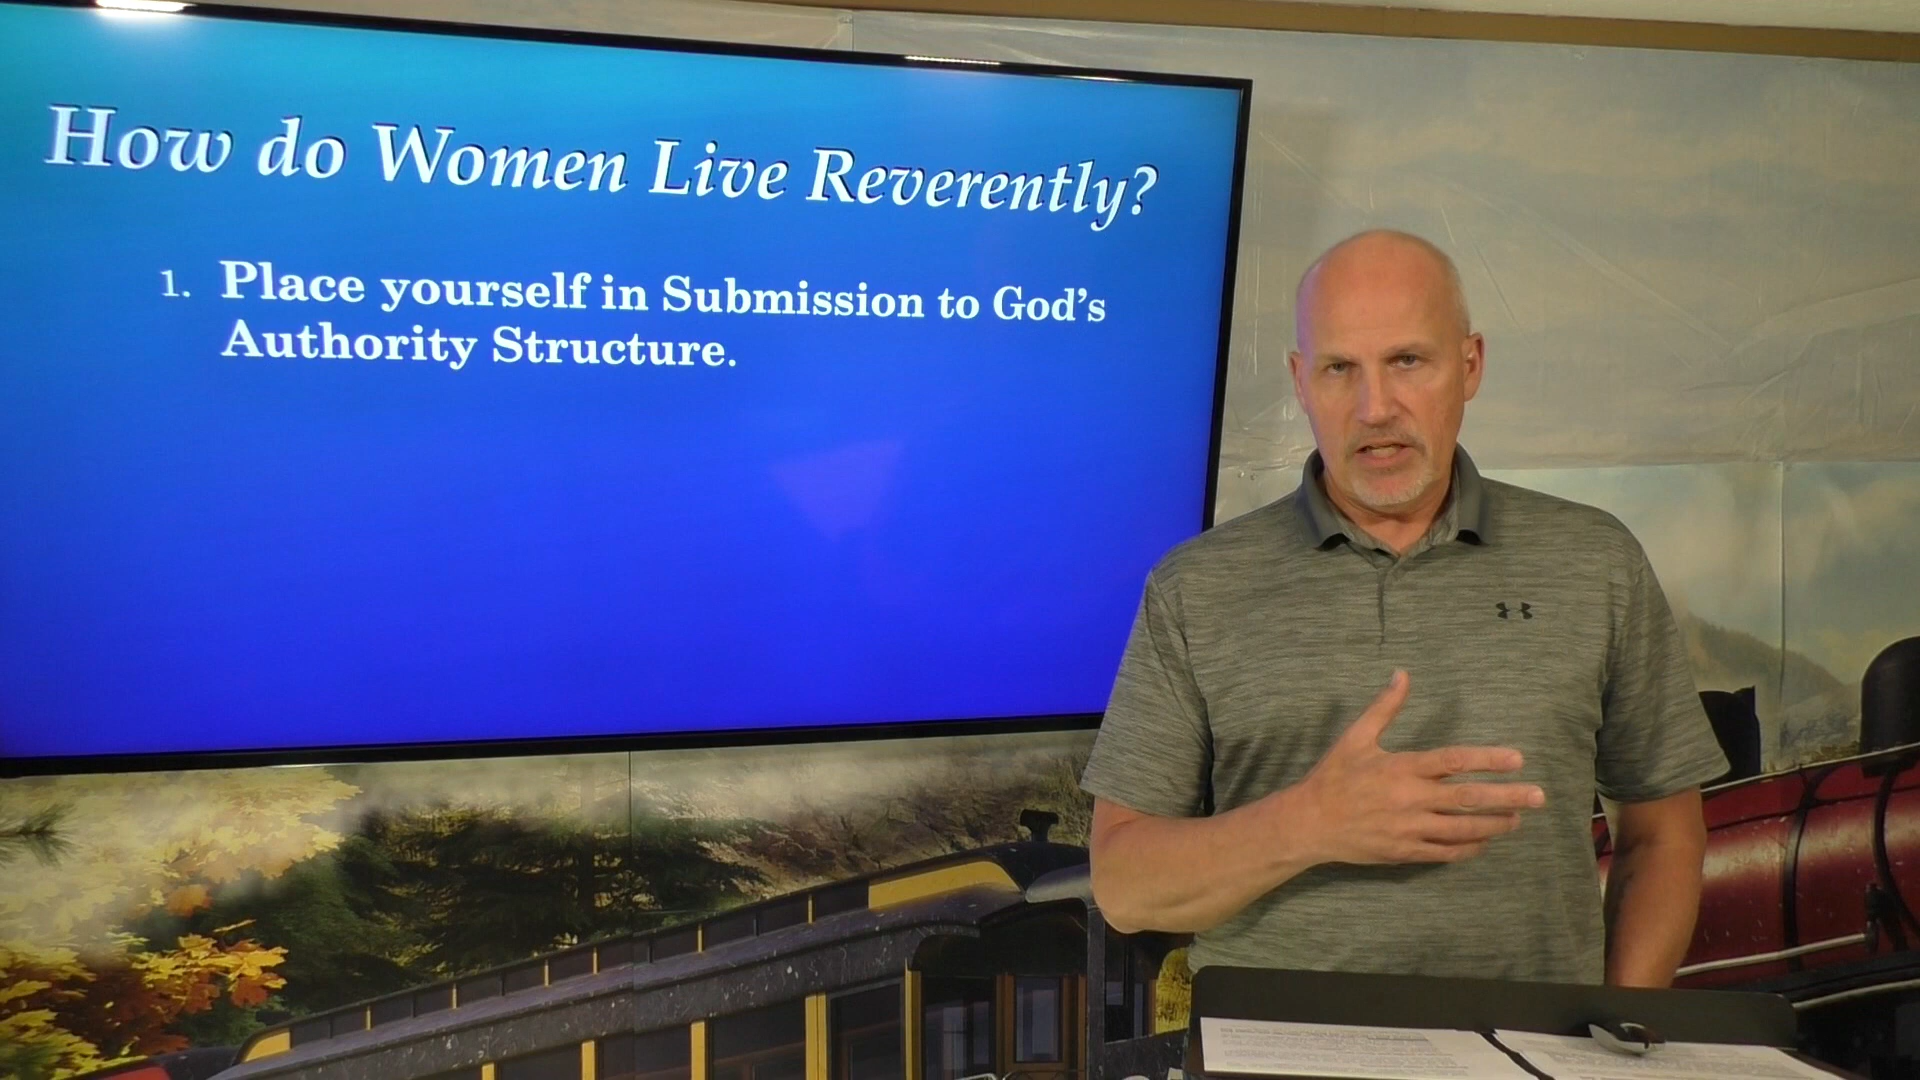 How do Women Live Reverently?
1. Place yourself in Submission to God's
Authority Structure.